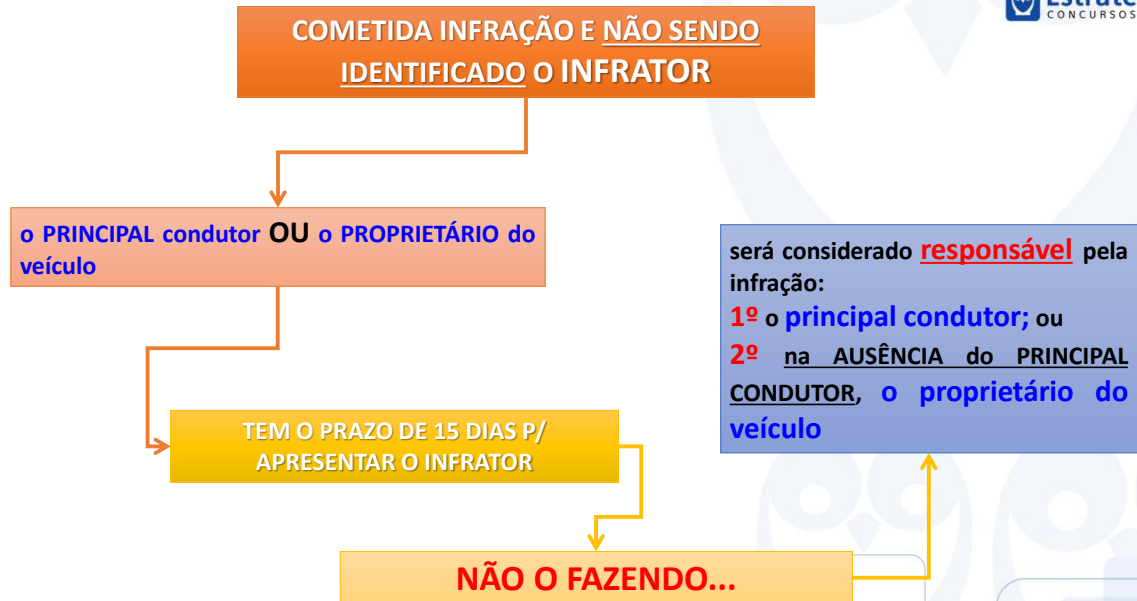 COMETIDA INFRAÇÃO E NÃO SENDO
IDENTIFICADO O INFRATOR
CONCURSOS
o PRINCIPAL condutor OU o PROPRIETÁRIO do
veículo
será considerado responsável pela
infração:
1º o principal condutor; ou
2º na AUSÊNCIA do PRINCIPAL
CONDUTOR, o proprietário do
veículo
TEM O PRAZO DE 15 DIAS P/
APRESENTAR O INFRATOR
NÃO O FAZENDO...